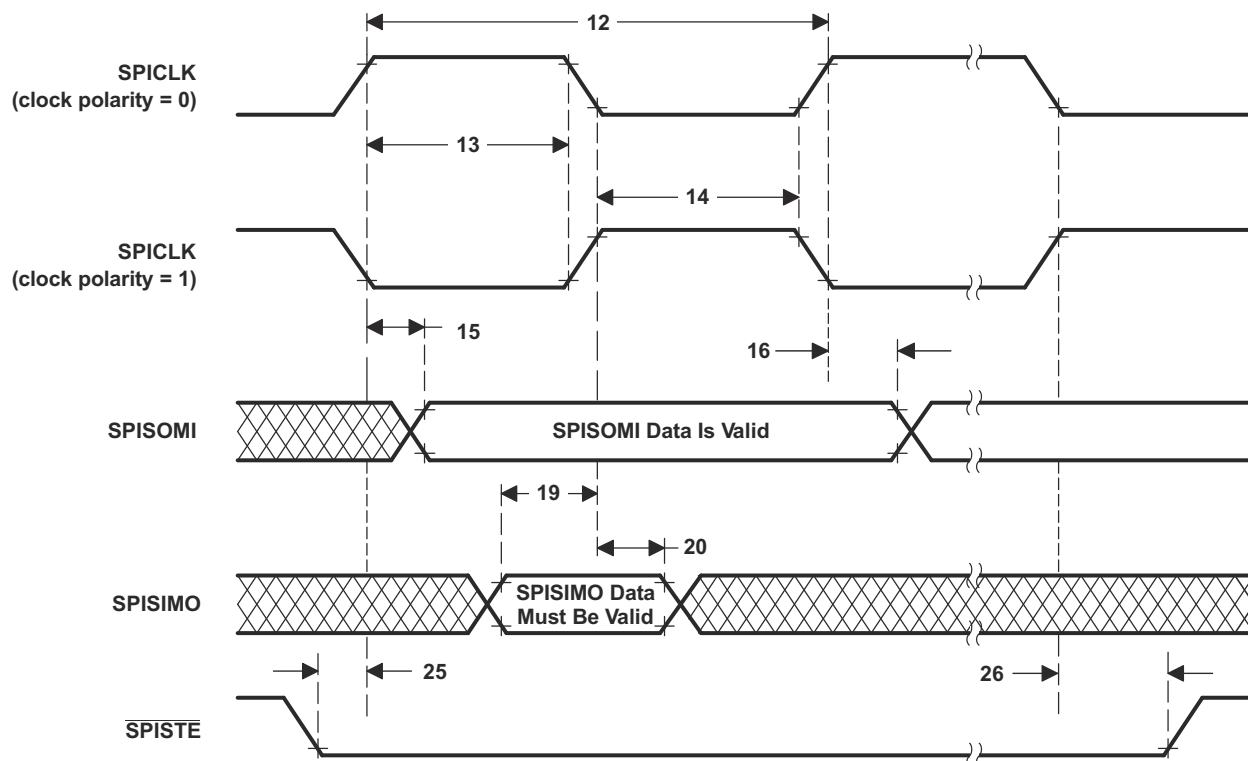 12
SPICLK
(clock polarity = 0)
13
14
SPICLK
(clock polarity = 1)
15
16
SPISOMI
SPISOMI Data Is Valid
19
20
SPISIMO
SPISIMO Data
Must Be Valid
25
26
SPISTE